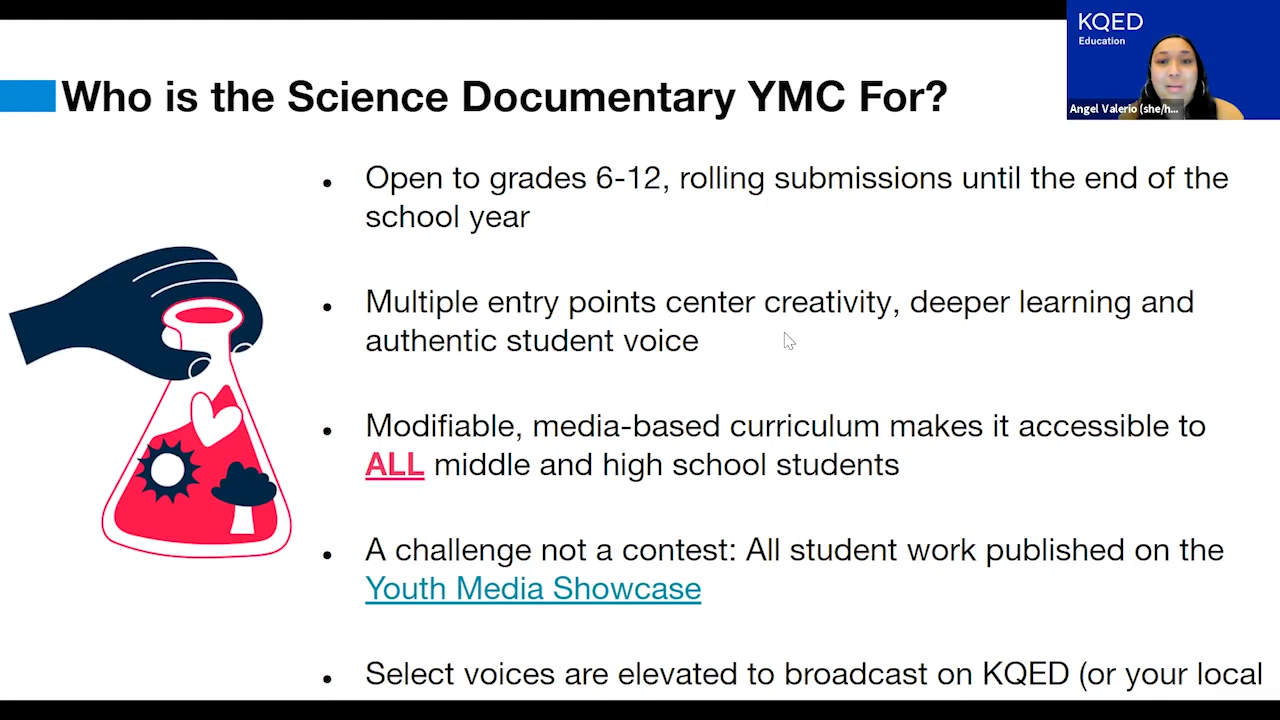 KQED
Education
Angel Valerio (she/h...
Who is the Science Documentary YMC For?
Open to grades 6-12, rolling submissions until the end of the
school year
Multiple entry points center creativity, deeper learning and
authentic student voice
Modifiable, media-based curriculum makes it accessible to
ALL middle and high school students
A challenge not a contest: All student work published on the
Youth Media Showcase
Select voices are elevated to broadcast on KQED (or your local